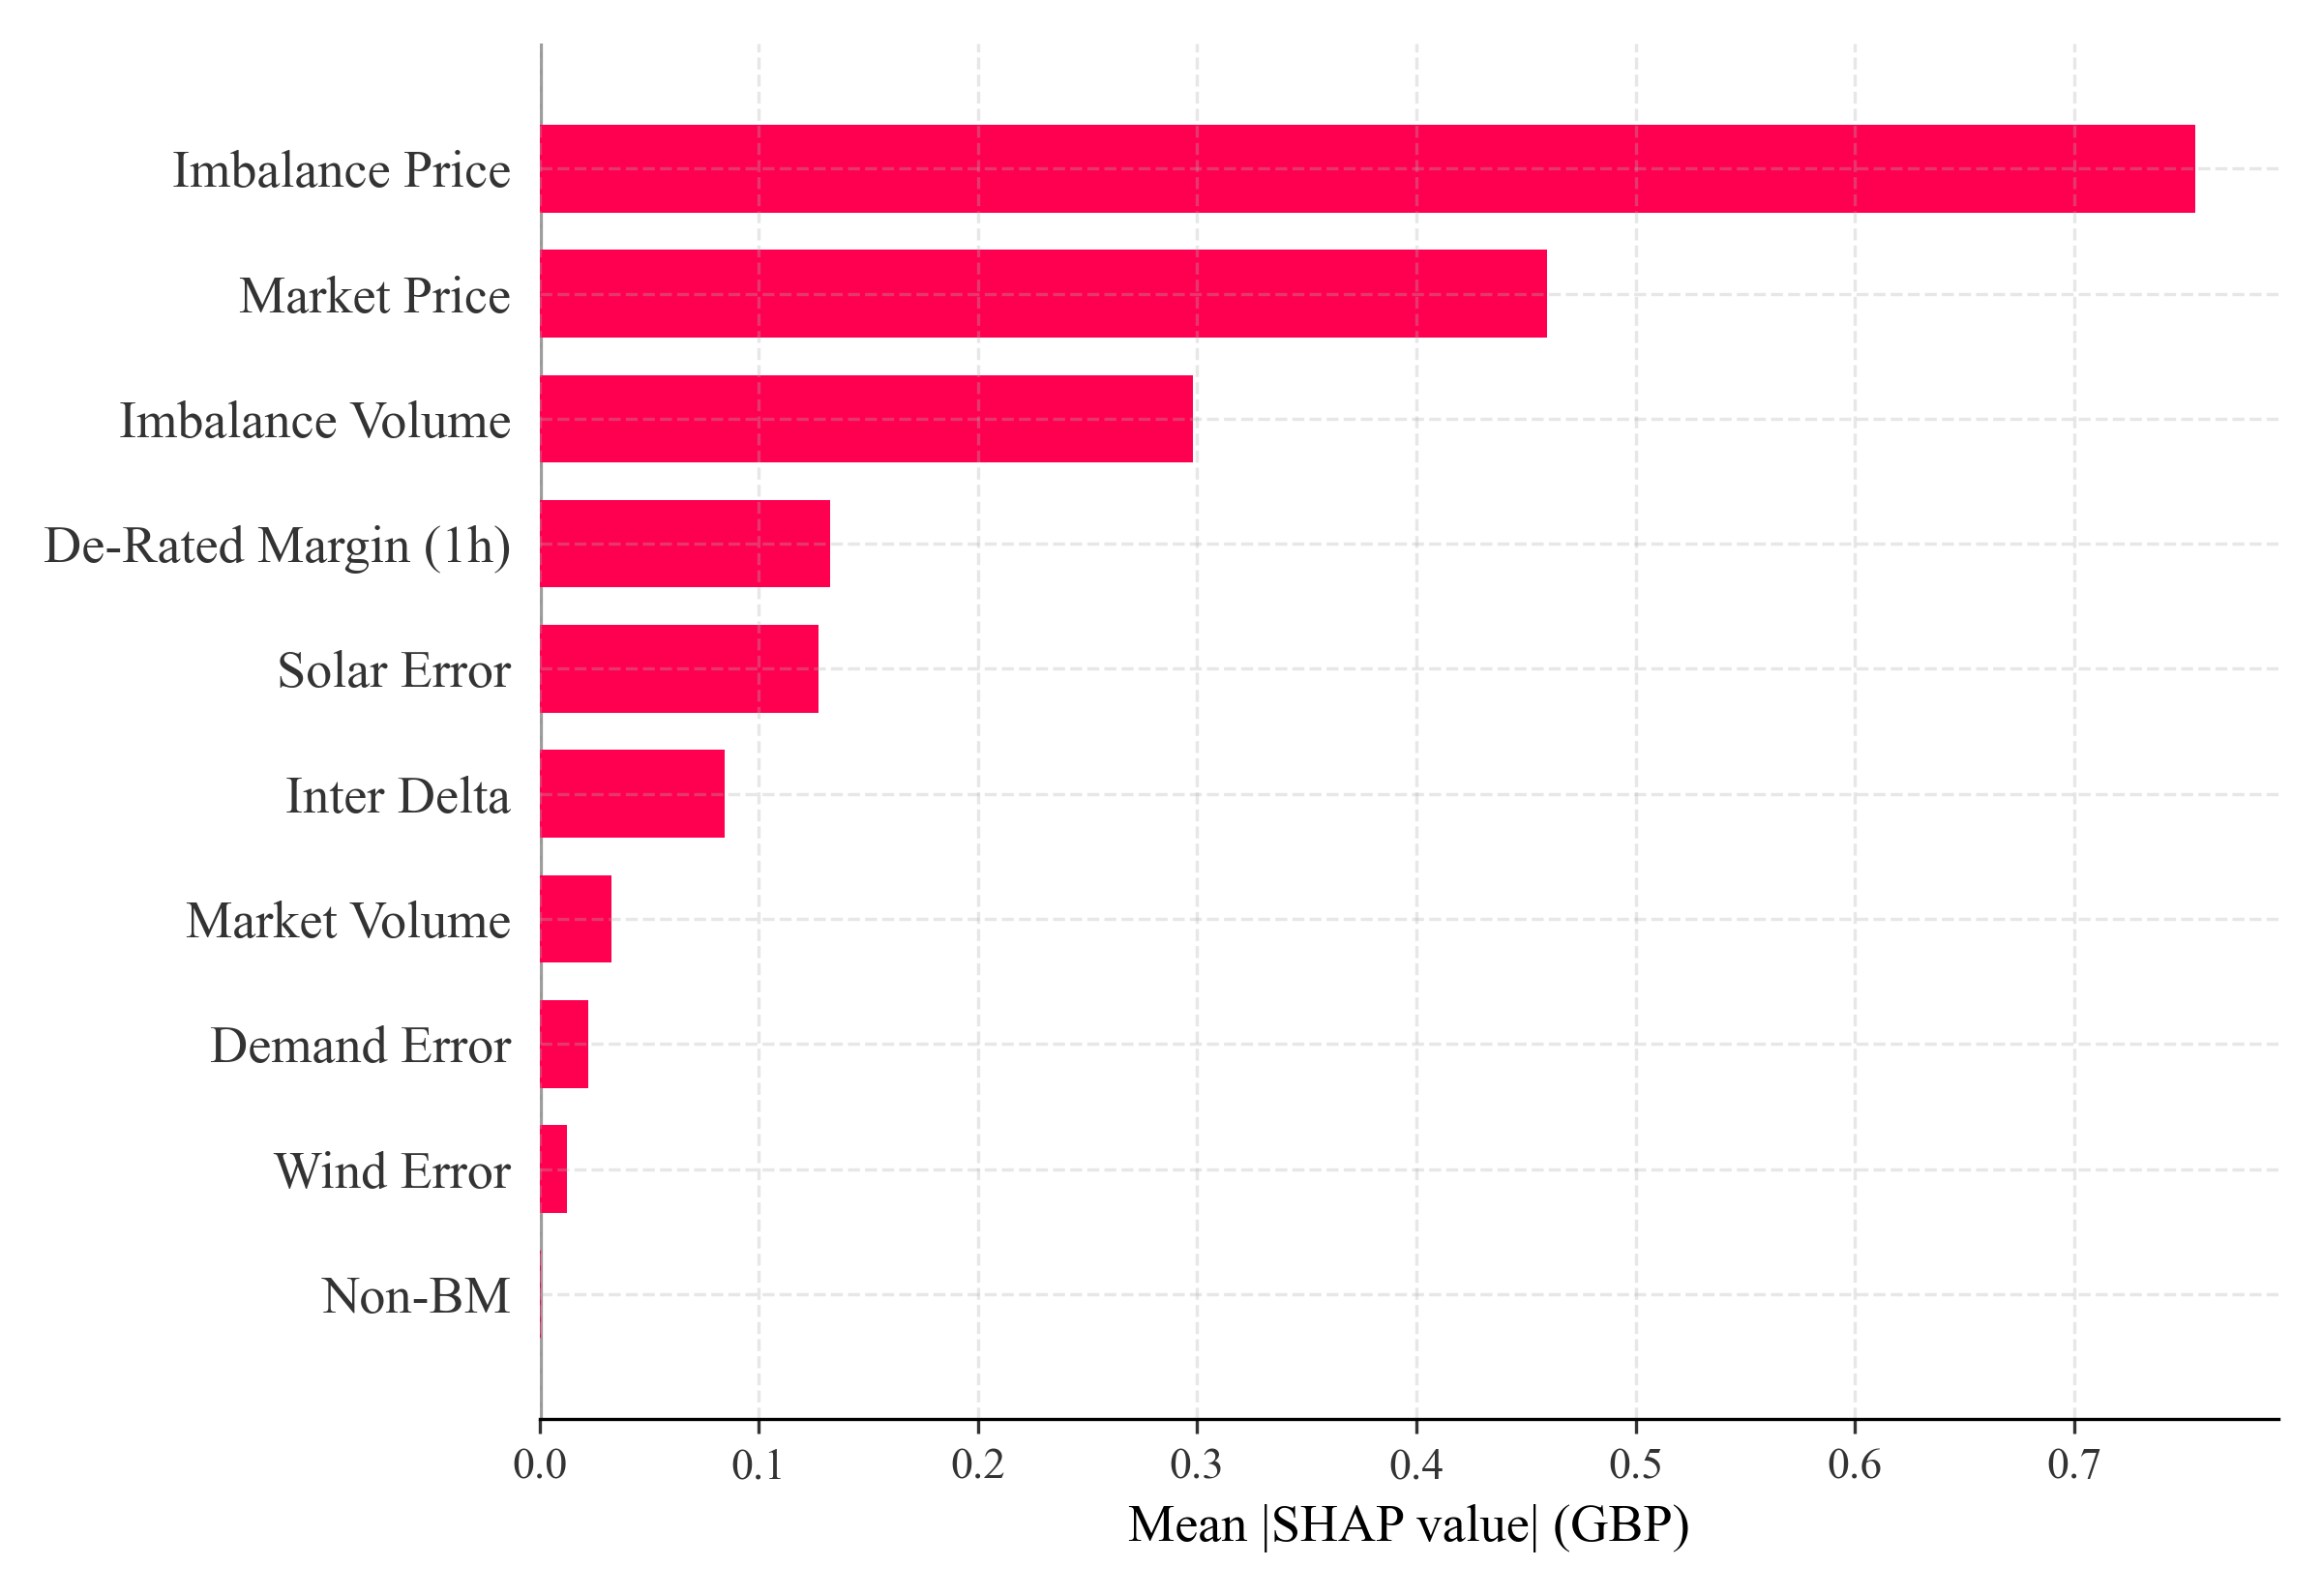 Imbalance Price
Market Price
Imbalance Volume
De-Rated Margin (1h)
Solar Error
Inter Delta
Market Volume
Demand Error
Wind Error
Non-BM
0.0 0.1 0.2 0.3 0.4 0.5 0.6 0.7
Mean |SHAP value| (GBP)